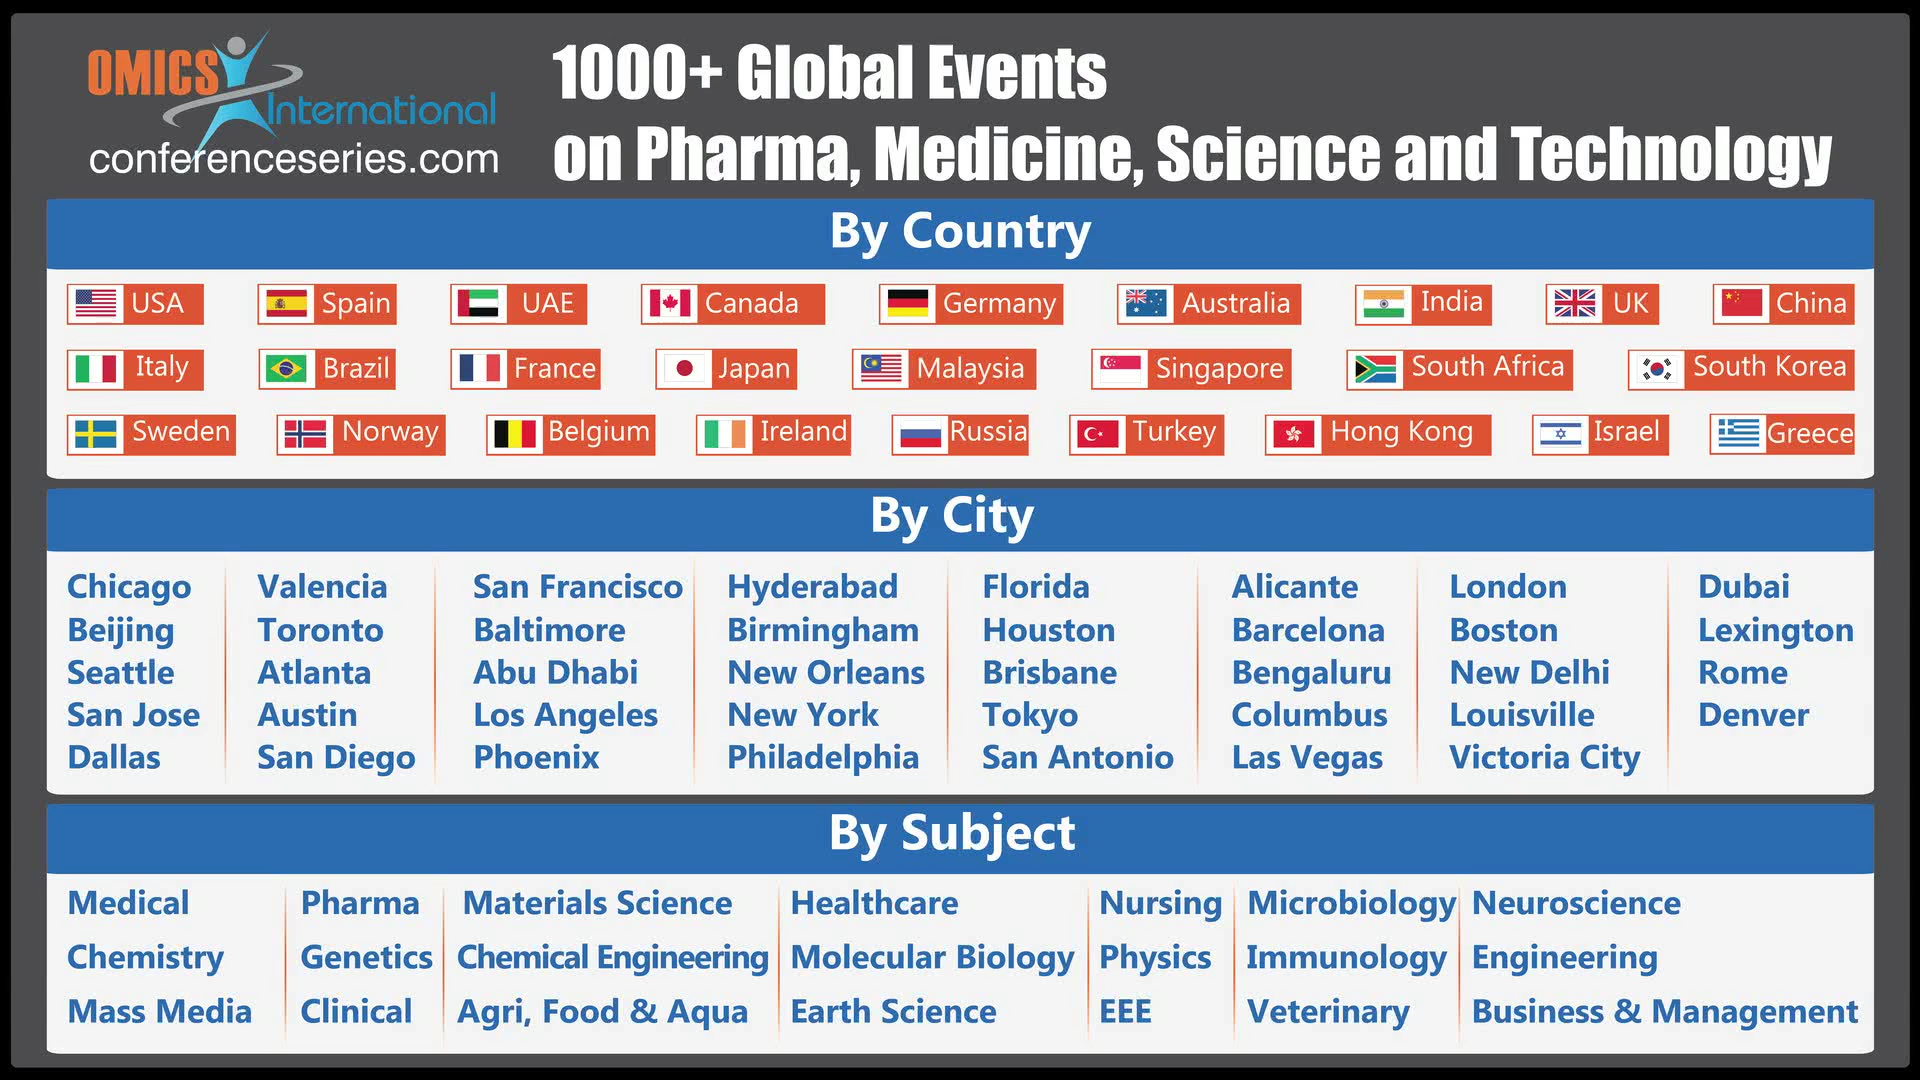 OMICS
International
conferenceseries.com
1000+ Global Events
on Pharma, Medicine, Science and Technology
By Country
USA Spain UAE Canada Germany Australia India UK China
Italy Brazil France Japan Malaysia Singapore South Africa South Korea
Sweden Norway Belgium Ireland Russia Turkey Hong Kong Israel Greece
By City
Chicago Valencia San Francisco Hyderabad Florida Alicante London Dubai
Beijing Toronto Baltimore Birmingham Houston Barcelona Boston Lexington
Seattle Atlanta Abu Dhabi New Orleans Brisbane Bengaluru New Delhi Rome
San Jose Austin Los Angeles New York Tokyo Columbus Louisville Denver
Dallas San Diego Phoenix Philadelphia San Antonio Las Vegas Victoria City
By Subject
Medical Pharma Materials Science Healthcare Nursing Microbiology Neuroscience
Chemistry Genetics Chemical Engineering Molecular Biology Physics Immunology Engineering
Mass Media Clinical Agri, Food & Aqua Earth Science EEE Veterinary Business & Management